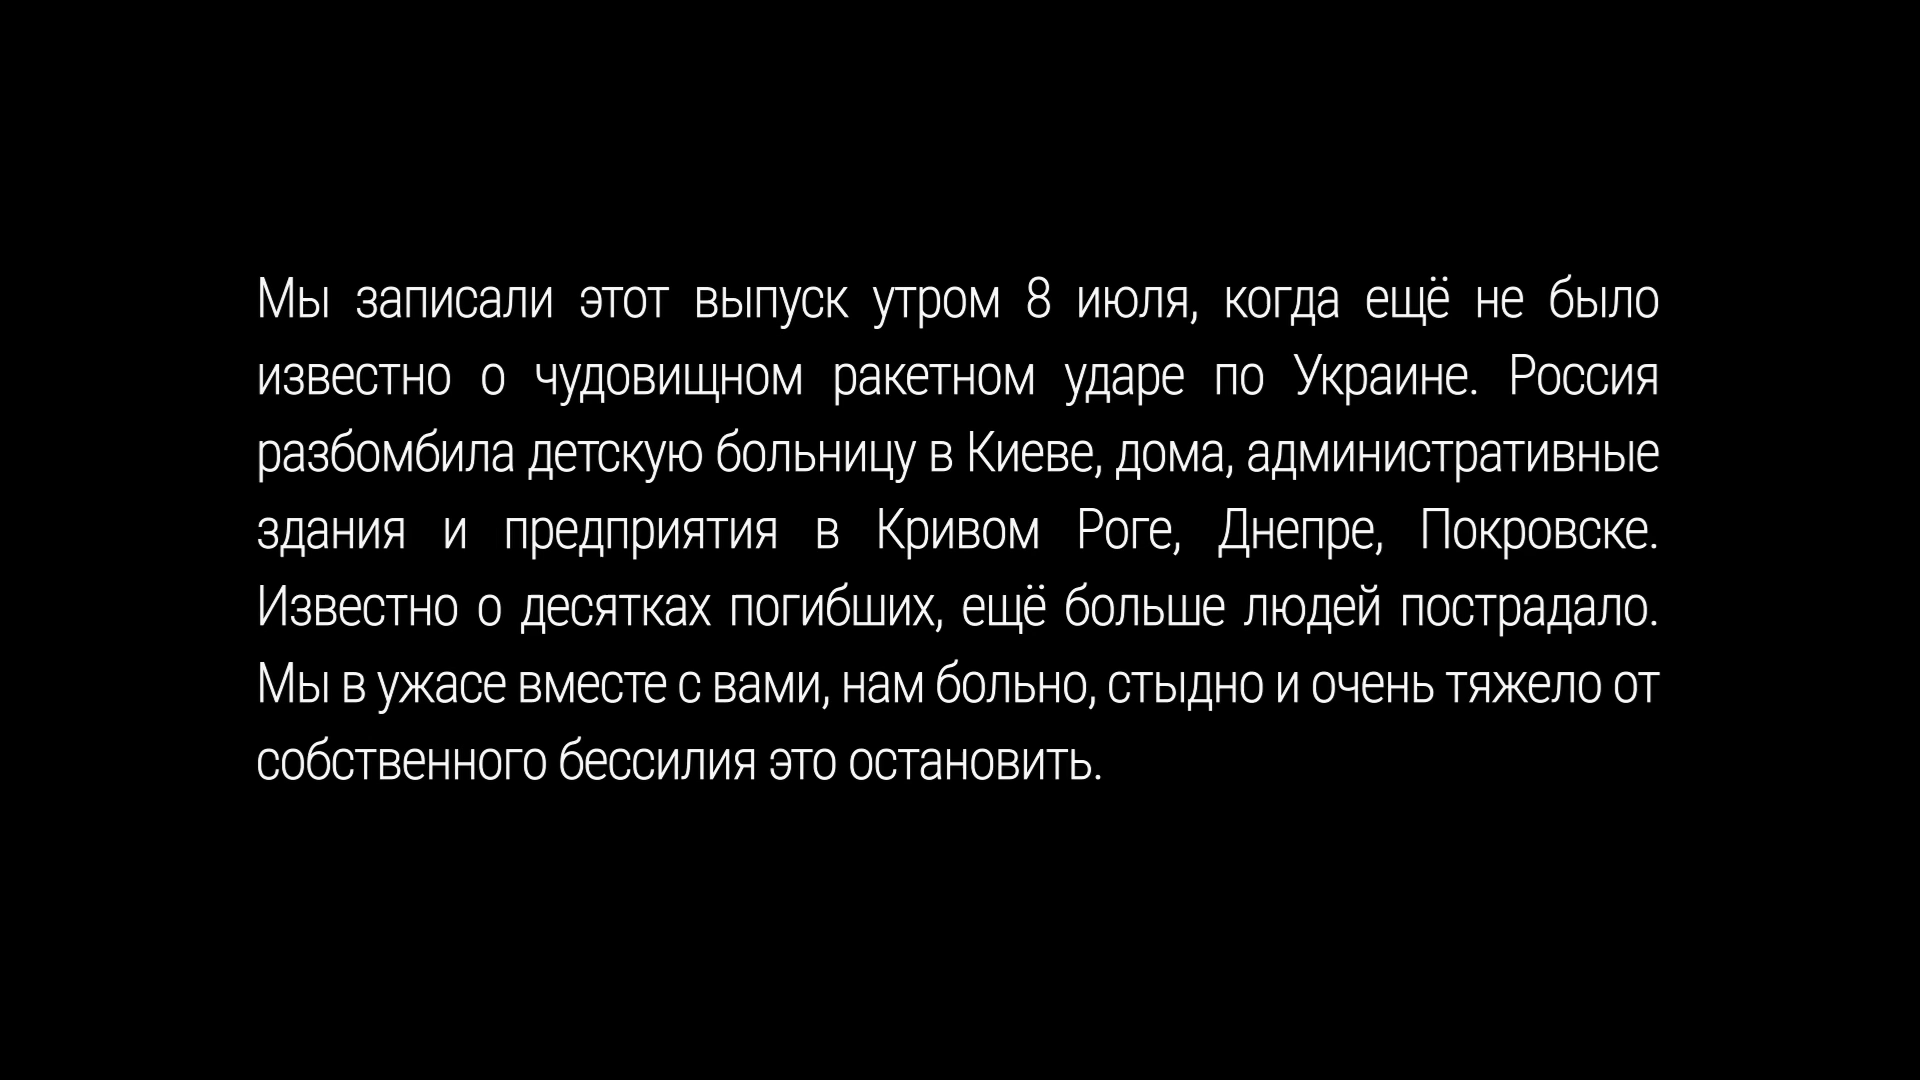 Мы записали этот выпуск утром 8 июля, когда ещё не было
известно о чудовищном ракетном ударе по Украине. Россия
разбомбила детскую больницу в Киеве, дома, административные
здания и предприятия в Кривом Роге, Днепре, Покровске.
Известно о десятках погибших, ещё больше людей пострадало.
Мы в ужасе вместе с вами, нам больно, стыдно и очень тяжело от
собственного бессилия это остановить.